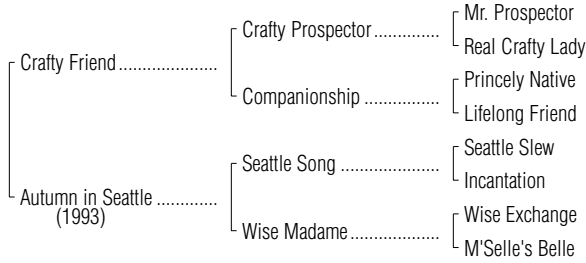 Mr. Prospector
Crafty Prospector..............
Real Crafty Lady
Crafty Friend.....................
Princely Native
Companionship ................
Lifelong Friend
Seattle Slew
Seattle Song .....................
Incantation
Autumn in Seattle .............
(1993)
Wise Exchange
Wise Madame...................
M'Selle's Belle